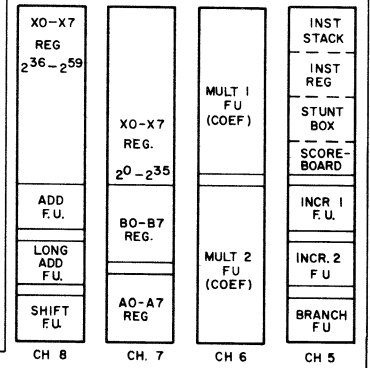 X0-X7
REG
2^36-2^59
ADD
F.U.
LONG
ADD
F.U.
SHIFT
F.U.
CH 8
X0-X7
REG.
2^0-2^35
B0-B7
REG.
A0-A7
REG
CH. 7
MULT 1
FU
(COEF)
MULT 2
FU
(COEF)
CH 6
INST
STACK
INST
REG
STUNT
BOX
SCORE-
BOARD
INCR 1
F.U.
INCR. 2
F U
BRANCH
F U
CH 5